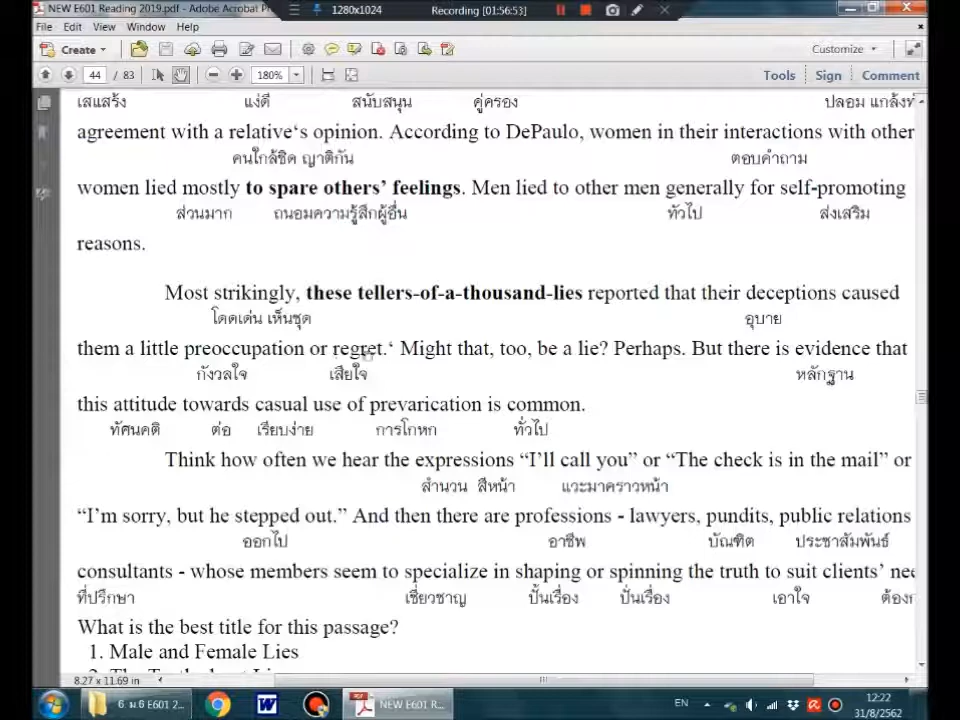 NEW E601 Reading 2019.pdf - Adobe Acrobat Pr
1280x1024 Recording [01:56:53]
File Edit View Window Help
Create Customize
44 / 83 180% Tools Sign Comment
เสแสร้ง แง่ดี สนับสนุน คู่ครอง ปลอม แกล้งทำ
agreement with a relative‘s opinion. According to DePaulo, women in their interactions with other
คนใกล้ชิด ญาติกัน ตอบคำถาม
women lied mostly to spare others’ feelings. Men lied to other men generally for self-promoting
ส่วนมาก ถนอมความรู้สึกผู้อื่น ทั่วไป ส่งเสริม
reasons.
Most strikingly, these tellers-of-a-thousand-lies reported that their deceptions caused
โดดเด่น เห็นชุด อุบาย
them a little preoccupation or regret.‘ Might that, too, be a lie? Perhaps. But there is evidence that
กังวลใจ เสียใจ หลักฐาน
this attitude towards casual use of prevarication is common.
ทัศนคติ ต่อ เรียบง่าย การโกหก ทั่วไป
Think how often we hear the expressions “I’ll call you” or “The check is in the mail” or
สำนวน สีหน้า แวะมาคราวหน้า
“I’m sorry, but he stepped out.” And then there are professions - lawyers, pundits, public relations
ออกไป อาชีพ บัณฑิต ประชาสัมพันธ์
consultants - whose members seem to specialize in shaping or spinning the truth to suit clients’ nee
ที่ปรึกษา เชี่ยวชาญ ปั้นเรื่อง ปั่นเรื่อง เอาใจ
What is the best title for this passage?
1. Male and Female Lies
8.27 x 11.69 in
6 ม6 E601 2... NEW E601 R... EN 12:22
31/8/2562